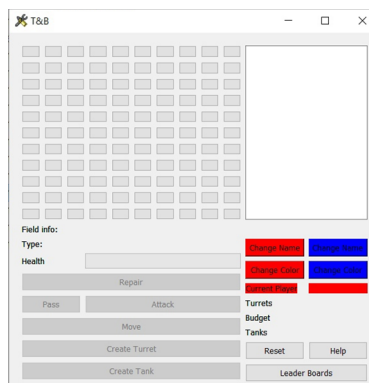 T&B
Field info:
Type:
Health
Repair
Pass Attack
Move
Create Turret
Create Tank
Change Name Change Name
Change Color Change Color
Current Player
Turrets
Budget
Tanks
Reset Help
Leader Boards